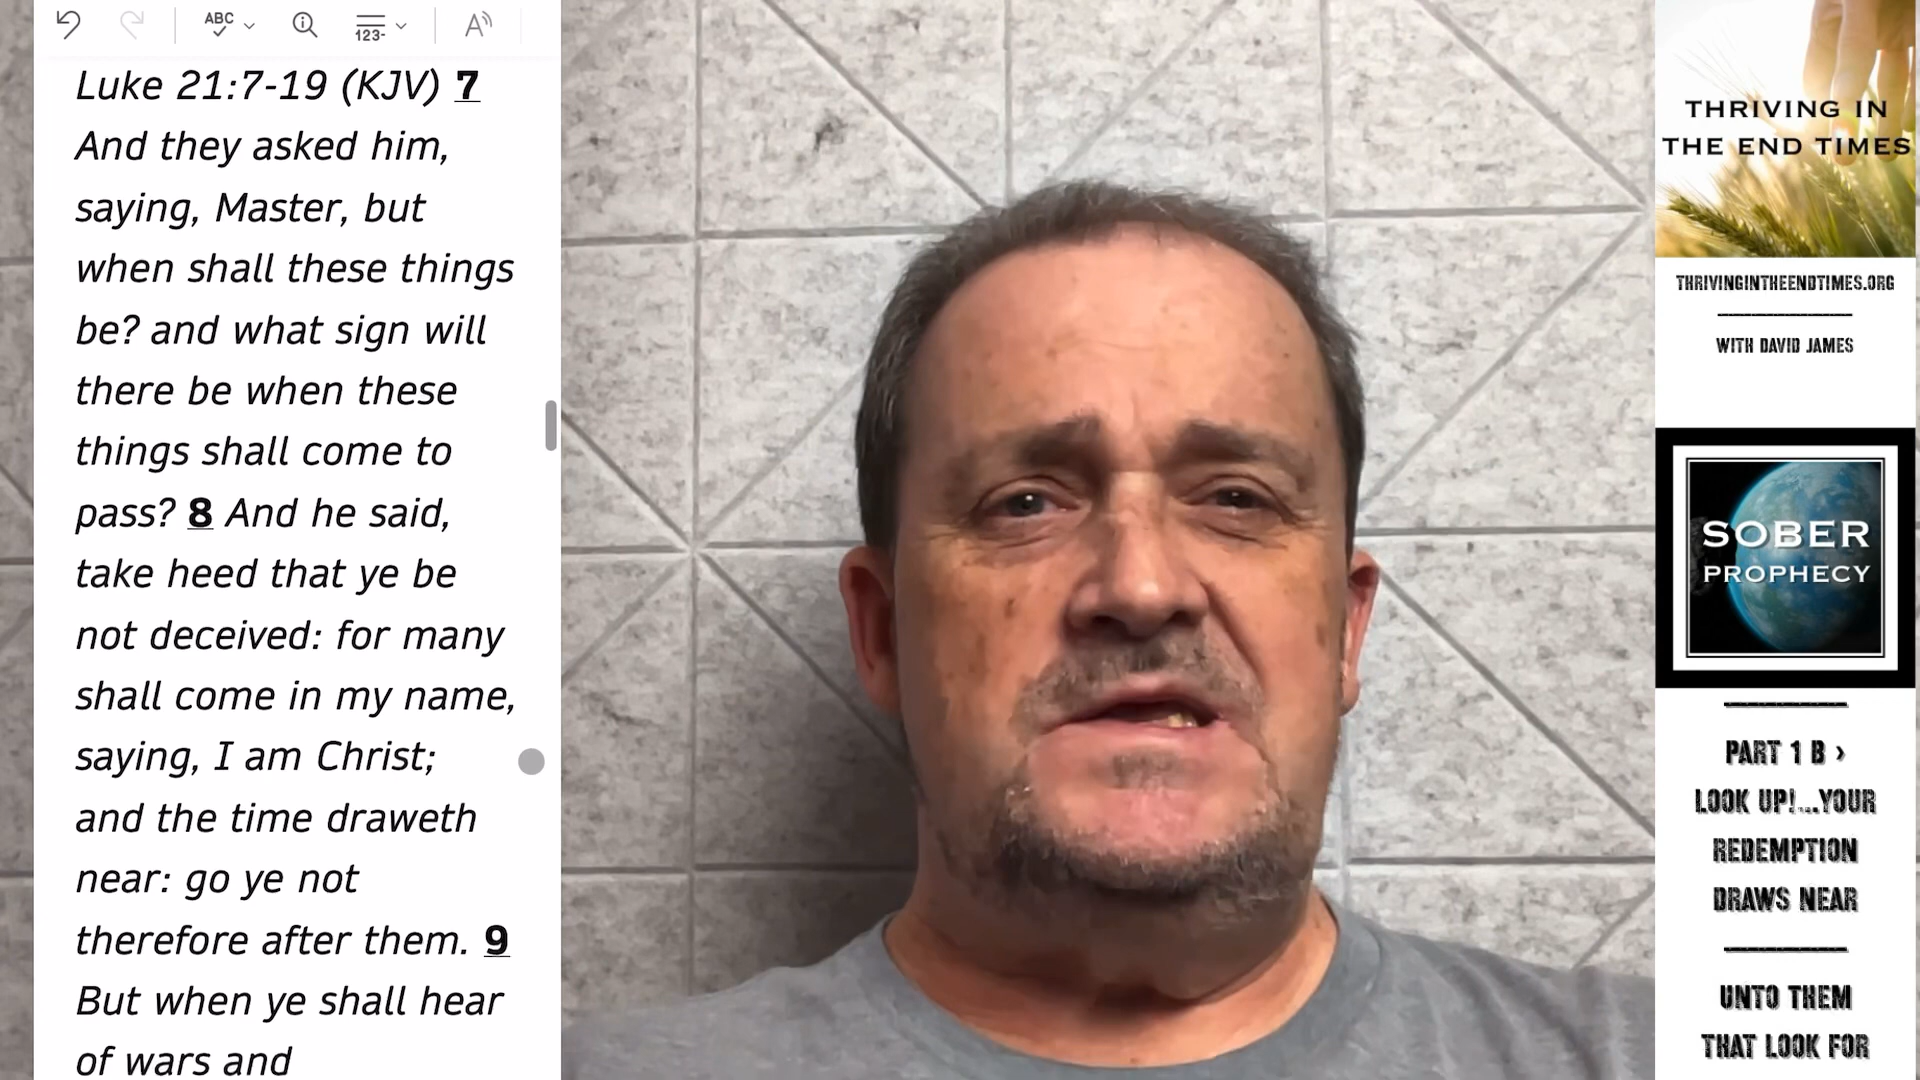 ABC
123-
A
Luke 21:7-19 (KJV) 7
And they asked him,
saying, Master, but
when shall these things
be? and what sign will
there be when these
things shall come to
pass? 8 And he said,
take heed that ye be
not deceived: for many
shall come in my name,
saying, I am Christ;
and the time draweth
near: go ye not
therefore after them. 9
But when ye shall hear
of wars and
THRIVING IN
THE END TIMES
THRIVINGINTHEENDTIMES.ORG
WITH DAVID JAMES
SOBER
PROPHECY
PART 1 B ›
LOOK UP!...YOUR
REDEMPTION
DRAWS NEAR
UNTO THEM
THAT LOOK FOR